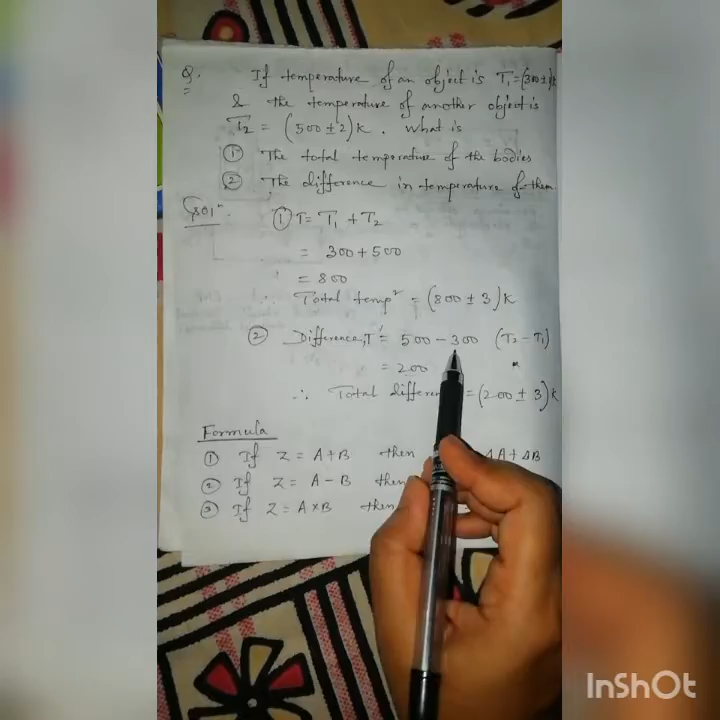 Q. If temperature of an object is T₁=(300±1)k
& the temperature of another object is
T₂ = (500±2)k. What is
① The total temperature of the bodies
② The difference in temperature of them.
Solⁿ. ① T = T₁ + T₂
= 300+500
= 800
∴ Total tempʳ = (800 ± 3)k
② Difference, T' = 500 - 300 (T₂ - T₁)
= 200
∴ Total = (200 ± 3)k
Formula
① If Z = A+B then ΔA+ΔB
② If Z = A - B then
③ If Z = A×B then
InShOt